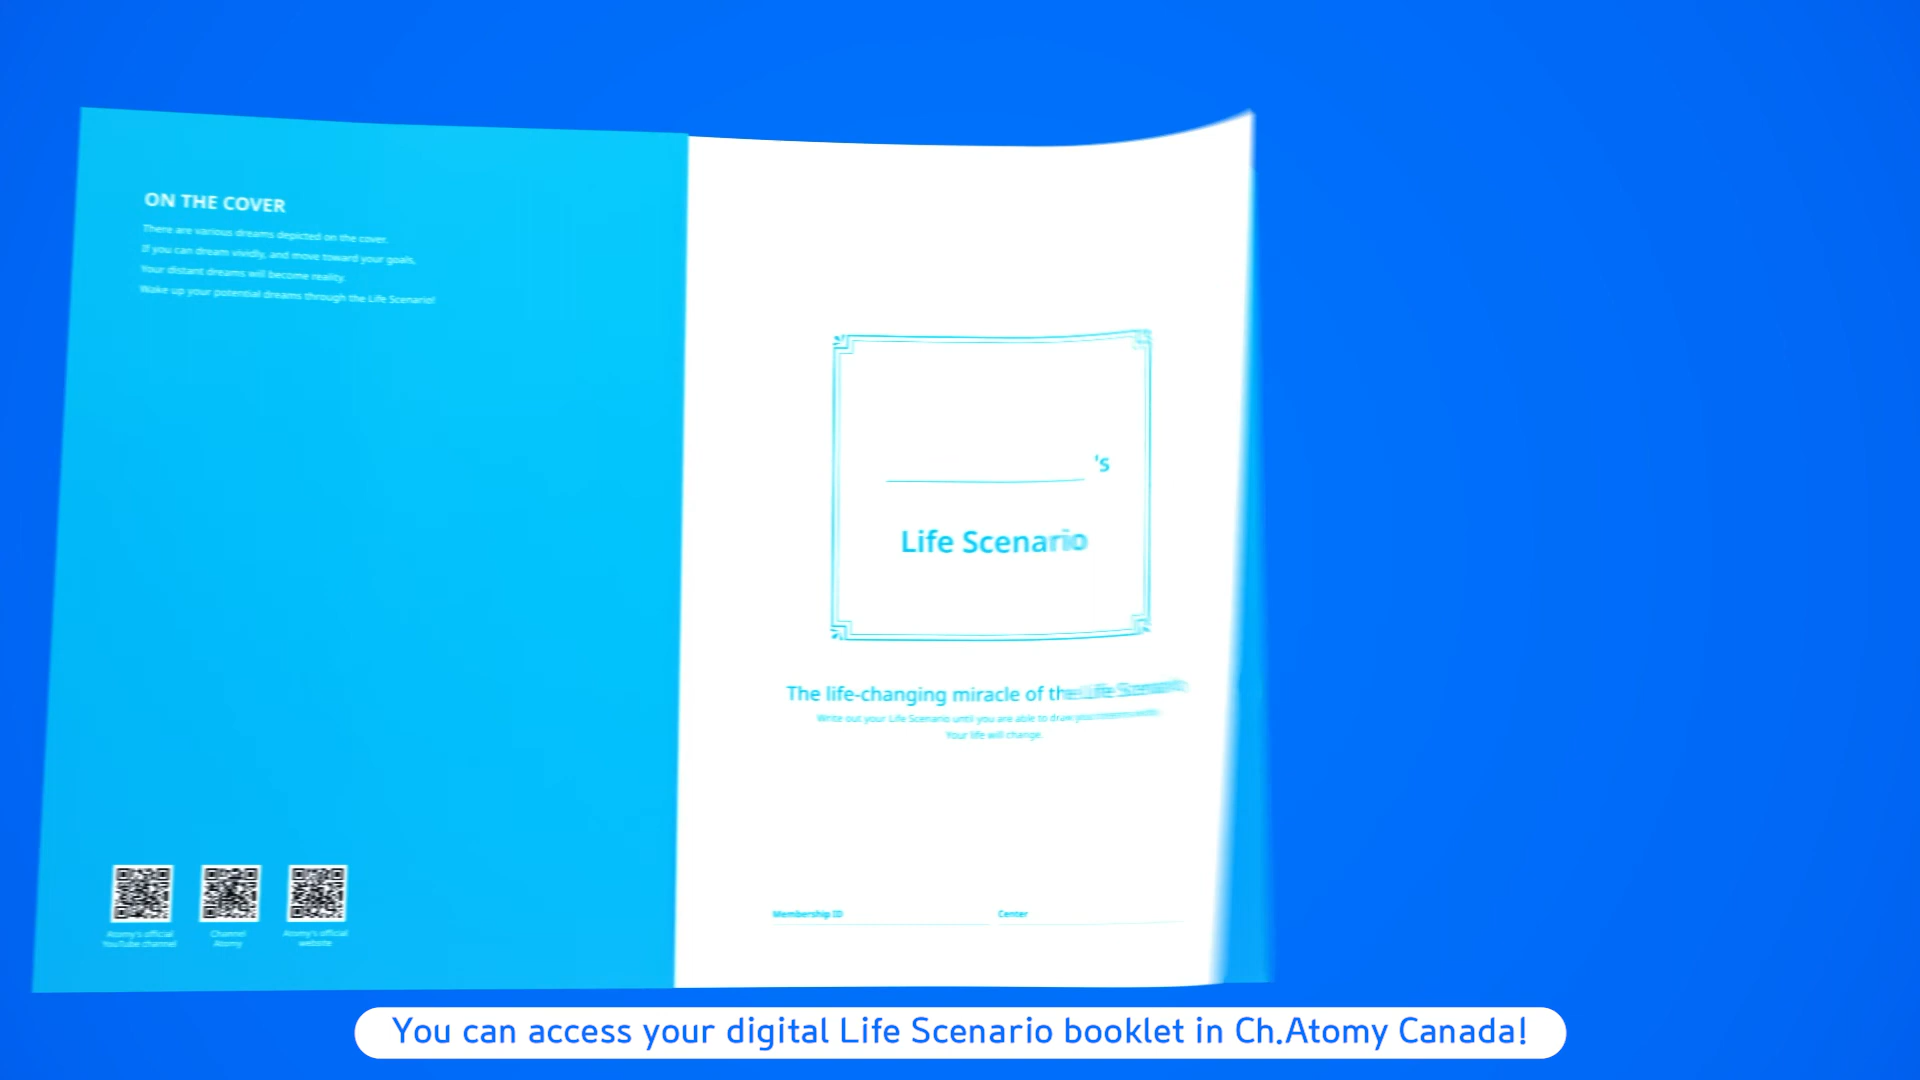 ON THE COVER
There are various dreams depicted on the cover.
If you can dream vividly, and move toward your goals,
Your distant dreams will become reality.
Wake up your potential dreams through the Life Scenario!
Atomy's official
YouTube channel
Channel
Atomy
Atomy's official
website
's
Life Scenario
The life-changing miracle of the Life Scenario
Write out your Life Scenario until you are able to draw
Your life will change.
Membership ID
Center
You can access your digital Life Scenario booklet in Ch.Atomy Canada!